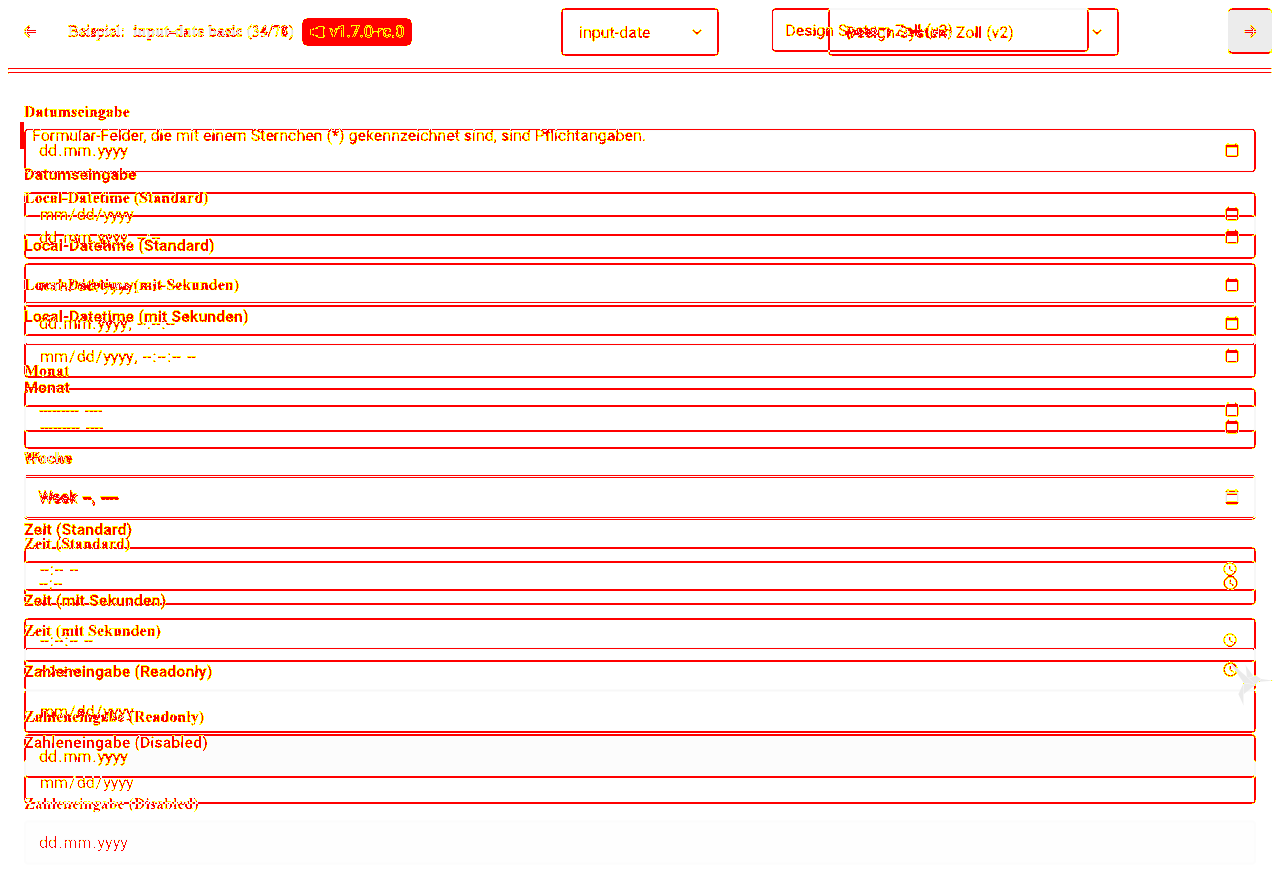 Beispiel: input-date basic (34/76) v1.7.0-rc.0 input-date Design System Zoll (v2)
Datumseingabe
Formular-Felder, die mit einem Sternchen (*) gekennzeichnet sind, sind Pflichtangaben.
dd.mm.yyyy
Datumseingabe
Local-Datetime (Standard)
mm/dd/yyyy
dd.mm.yyyy, --:--
Local-Datetime (Standard)
Local-Datetime (mit Sekunden)
Local-Datetime (mit Sekunden)
dd.mm.yyyy, --:--:--
mm/dd/yyyy, --:--:-- --
Monat
Monat
--------- ----
--------- ----
Woche
Week --, ----
Zeit (Standard)
Zeit (Standard)
--:-- --
--:--
Zeit (mit Sekunden)
Zeit (mit Sekunden)
--:--:-- --
Zahleneingabe (Readonly)
mm/dd/yyyy
Zahleneingabe (Readonly)
Zahleneingabe (Disabled)
dd.mm.yyyy
mm/dd/yyyy
Zahleneingabe (Disabled)
dd.mm.yyyy